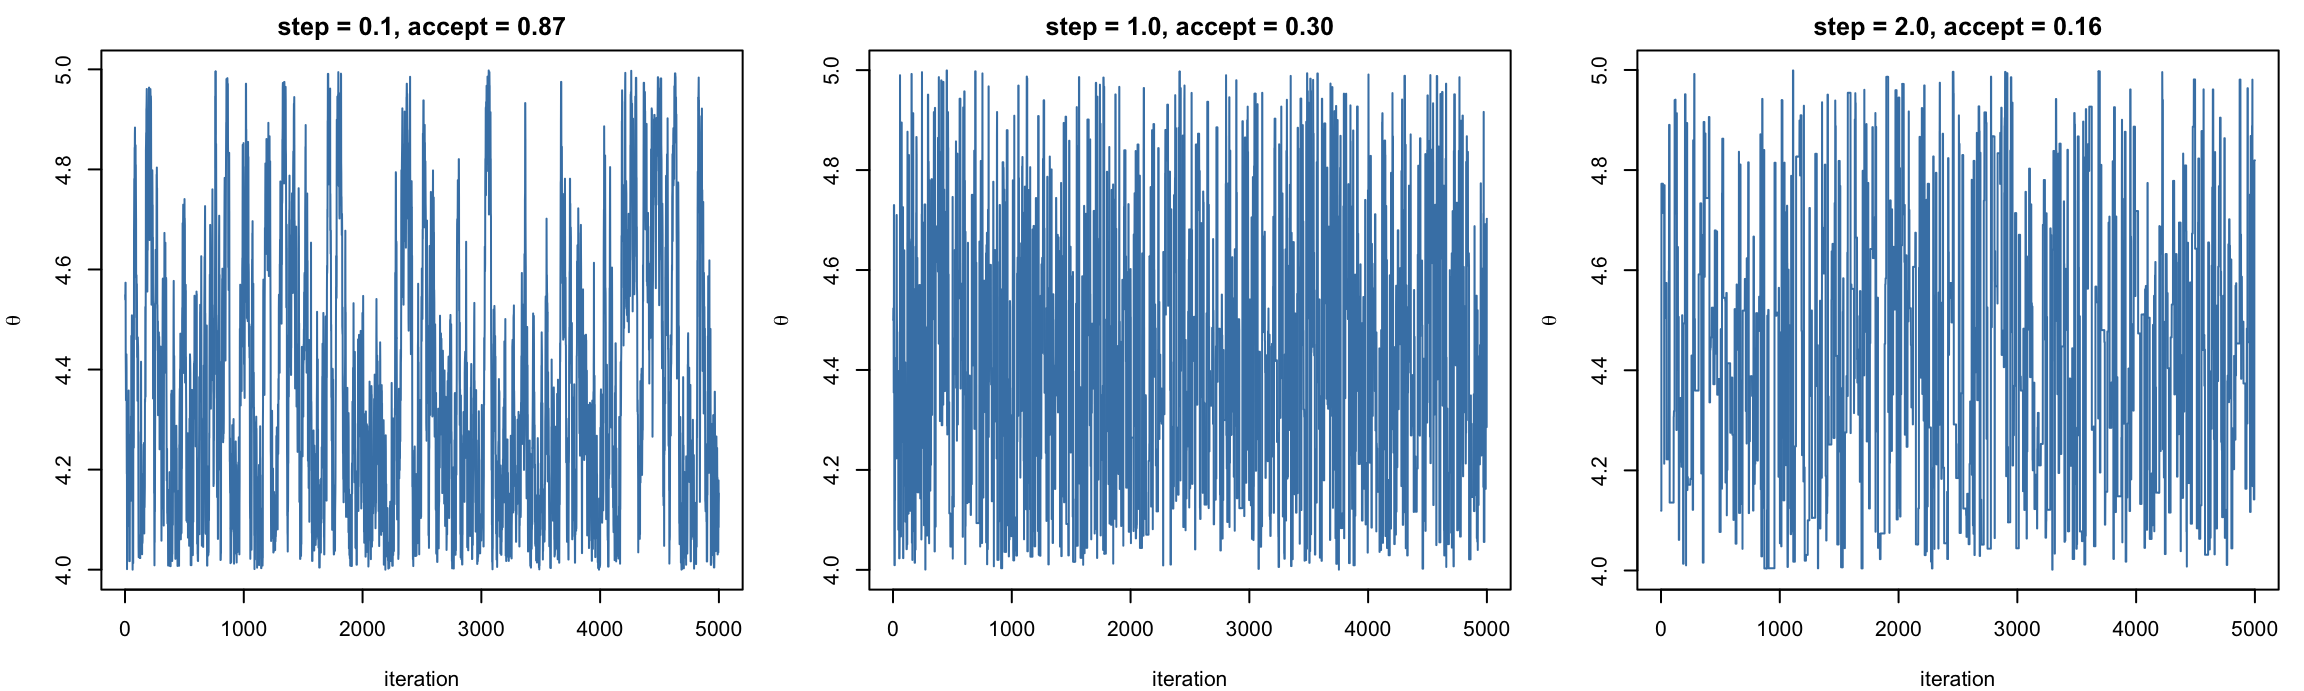 step = 0.1, accept = 0.87
θ
5.0
4.8
4.6
4.4
4.2
4.0
0 1000 2000 3000 4000 5000
iteration
step = 1.0, accept = 0.30
θ
5.0
4.8
4.6
4.4
4.2
4.0
0 1000 2000 3000 4000 5000
iteration
step = 2.0, accept = 0.16
θ
5.0
4.8
4.6
4.4
4.2
4.0
0 1000 2000 3000 4000 5000
iteration